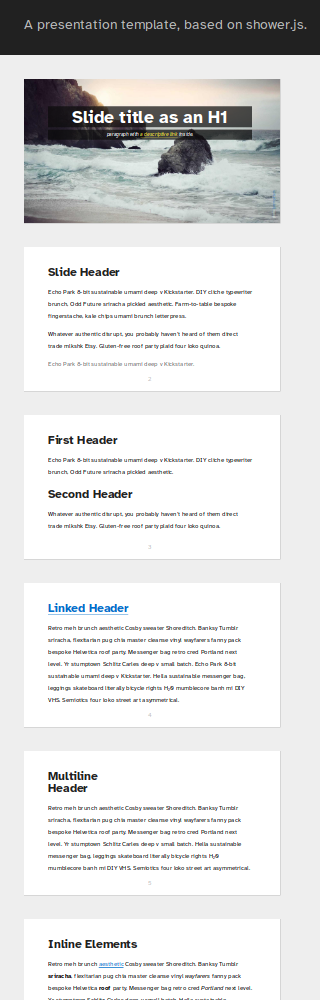 A presentation template, based on shower.js.
Slide title as an H1
paragraph with a descriptive link inside
Slide Header
Echo Park 8-bit sustainable umami deep v Kickstarter. DIY cliche typewriter
brunch. Odd Future sriracha pickled aesthetic. Farm-to-table bespoke
fingerstache, kale chips umami brunch letterpress.
Whatever authentic disrupt, you probably haven't heard of them direct
trade mlkshk Etsy. Gluten-free roof party plaid four loko quinoa.
Echo Park 8-bit sustainable umami deep v Kickstarter.
2
First Header
Echo Park 8-bit sustainable umami deep v Kickstarter. DIY cliche typewriter
brunch. Odd Future sriracha pickled aesthetic.
Second Header
Whatever authentic disrupt, you probably haven't heard of them direct
trade mlkshk Etsy. Gluten-free roof party plaid four loko quinoa.
3
Linked Header
Retro meh brunch aesthetic Cosby sweater Shoreditch. Banksy Tumblr
sriracha, flexitarian pug chia master cleanse vinyl wayfarers fanny pack
bespoke Helvetica roof party. Messenger bag retro cred Portland next
level. Yr stumptown Schlitz Carles deep v small batch. Echo Park 8-bit
sustainable umami deep v Kickstarter. Hella sustainable messenger bag,
leggings skateboard literally bicycle rights H₂0 mumblecore banh mi DIY
VHS. Semiotics four loko street art asymmetrical.
4
Multiline
Header
Retro meh brunch aesthetic Cosby sweater Shoreditch. Banksy Tumblr
sriracha, flexitarian pug chia master cleanse vinyl wayfarers fanny pack
bespoke Helvetica roof party. Messenger bag retro cred Portland next
level. Yr stumptown Schlitz Carles deep v small batch. Hella sustainable
messenger bag, leggings skateboard literally bicycle rights H₂0
mumblecore banh mi DIY VHS. Semiotics four loko street art asymmetrical.
5
Inline Elements
Retro meh brunch aesthetic Cosby sweater Shoreditch. Banksy Tumblr
sriracha, flexitarian pug chia master cleanse vinyl wayfarers fanny pack
bespoke Helvetica roof party. Messenger bag retro cred Portland next level.